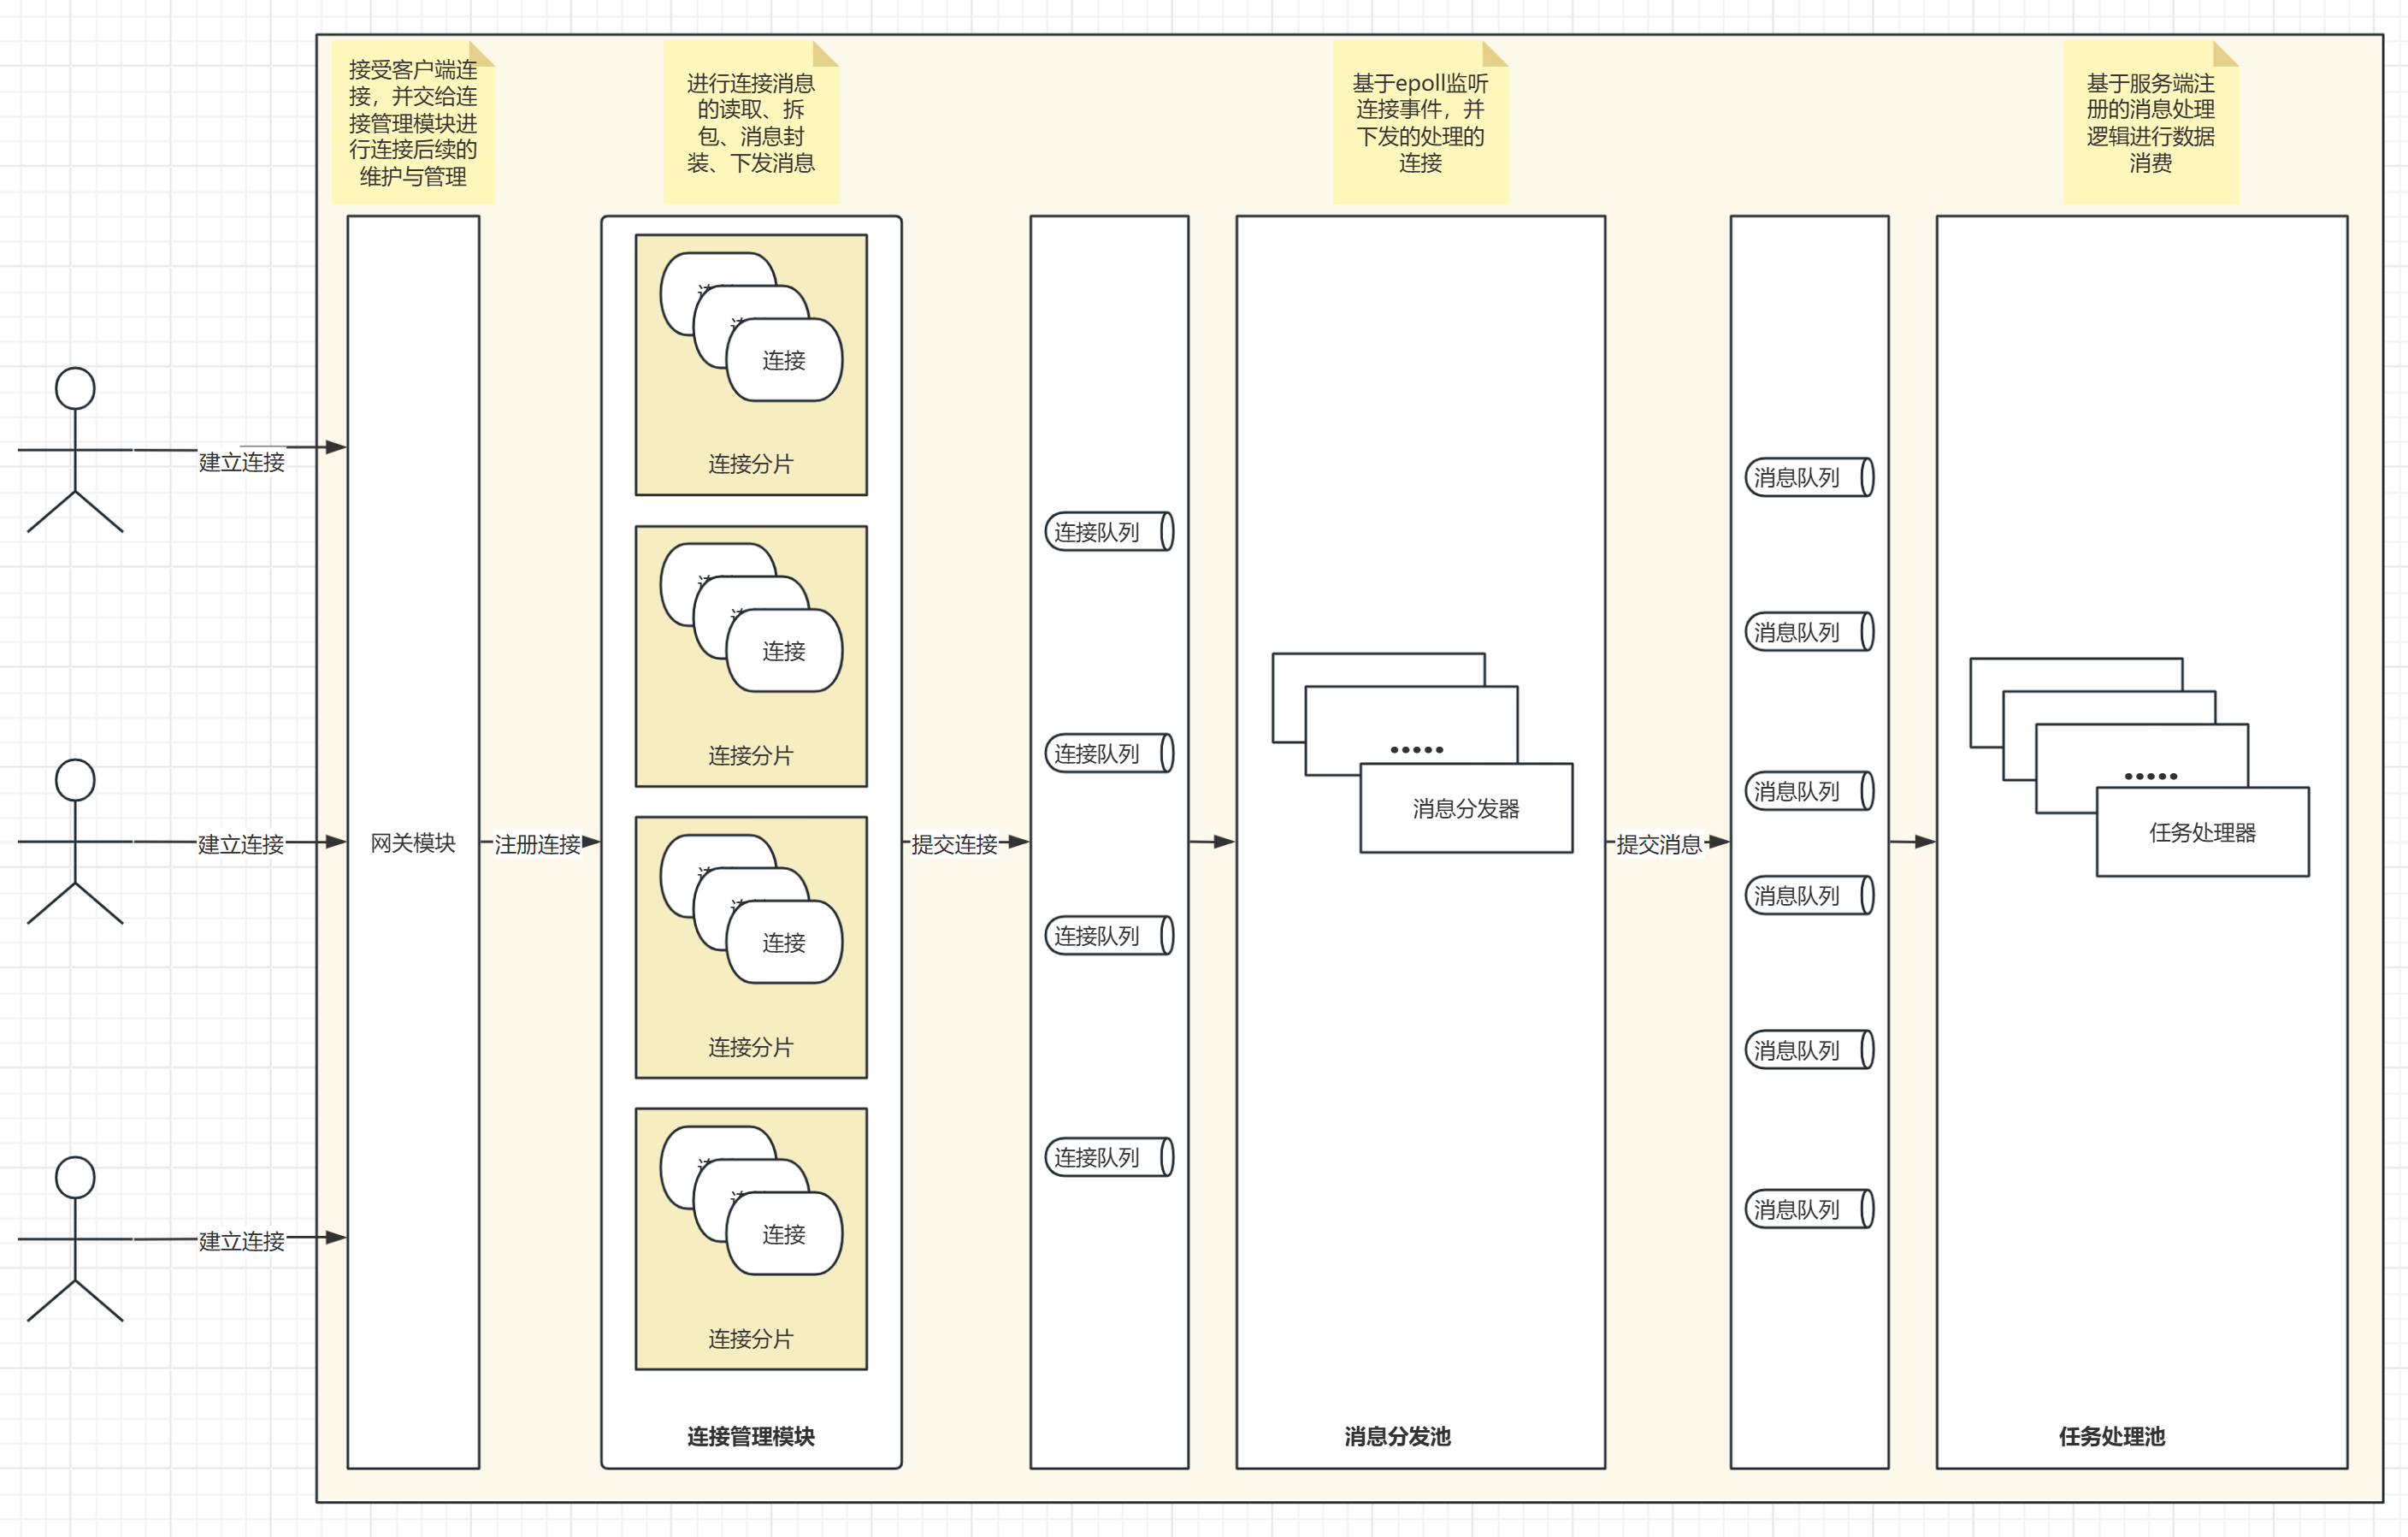 接受客户端连
接，并交给连
接管理模块进
行连接后续的
维护与管理
进行连接消息
的读取、拆
包、消息封
装、下发消息
基于epoll监听
连接事件，并
下发的处理的
连接
基于服务端注
册的消息处理
逻辑进行数据
消费
建立连接
建立连接
建立连接
网关模块
注册连接
连接
连接分片
连接
连接分片
连接
连接分片
连接
连接分片
连接管理模块
提交连接
连接队列
连接队列
连接队列
连接队列
•••••
消息分发器
消息分发池
提交消息
消息队列
消息队列
消息队列
消息队列
消息队列
消息队列
•••••
任务处理器
任务处理池